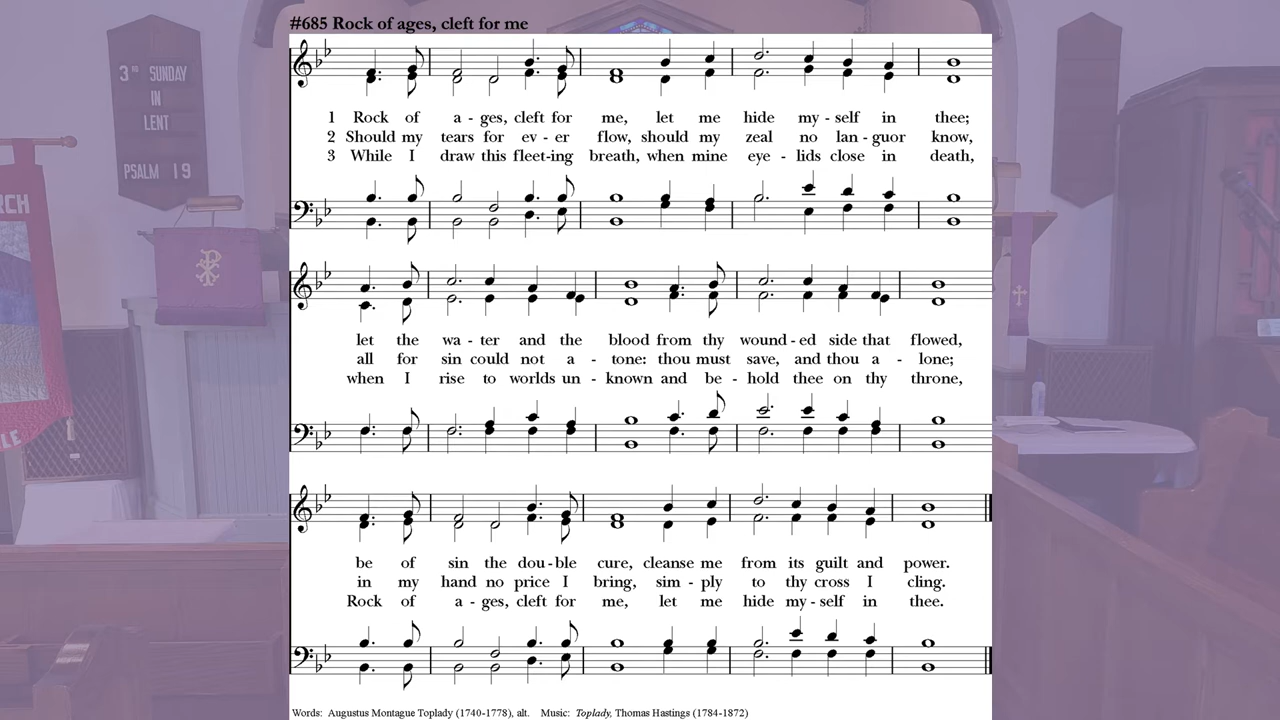 #685 Rock of ages, cleft for me
3RD SUNDAY
IN
LENT
PSALM 19
RCH
LE
1 Rock of a - ges, cleft for me, let me hide my - self in thee;
2 Should my tears for ev - er flow, should my zeal no lan - guor know,
3 While I draw this fleet-ing breath, when mine eye - lids close in death,
let the wa - ter and the blood from thy wound - ed side that flowed,
all for sin could not a - tone: thou must save, and thou a - lone;
when I rise to worlds un - known and be - hold thee on thy throne,
be of sin the dou - ble cure, cleanse me from its guilt and power.
in my hand no price I bring, sim - ply to thy cross I cling.
Rock of a - ges, cleft for me, let me hide my - self in thee.
Words: Augustus Montague Toplady (1740-1778), alt. Music: Toplady, Thomas Hastings (1784-1872)